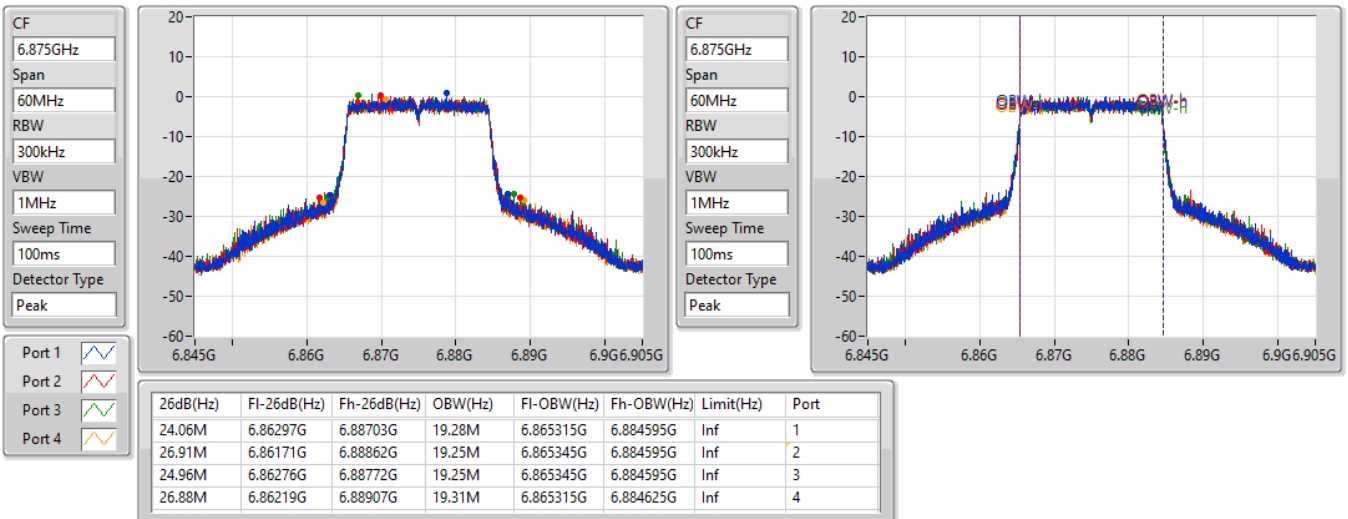 CF
6.875GHz
Span
60MHz
RBW
300kHz
VBW
1MHz
Sweep Time
100ms
Detector Type
Peak
20
10
0
-10
-20
-30
-40
-50
-60
6.845G 6.86G 6.87G 6.88G 6.89G 6.9G 6.905G
CF
6.875GHz
Span
60MHz
RBW
300kHz
VBW
1MHz
Sweep Time
100ms
Detector Type
Peak
20
10
0
-10
-20
-30
-40
-50
-60
OBW-h
6.845G 6.86G 6.87G 6.88G 6.89G 6.9G 6.905G
Port 1
Port 2
Port 3
Port 4
26dB(Hz) Fl-26dB(Hz) Fh-26dB(Hz) OBW(Hz) Fl-OBW(Hz) Fh-OBW(Hz) Limit(Hz) Port
24.06M 6.86297G 6.88703G 19.28M 6.865315G 6.884595G Inf 1
26.91M 6.86171G 6.88862G 19.25M 6.865345G 6.884595G Inf 2
24.96M 6.86276G 6.88772G 19.25M 6.865345G 6.884595G Inf 3
26.88M 6.86219G 6.88907G 19.31M 6.865315G 6.884625G Inf 4